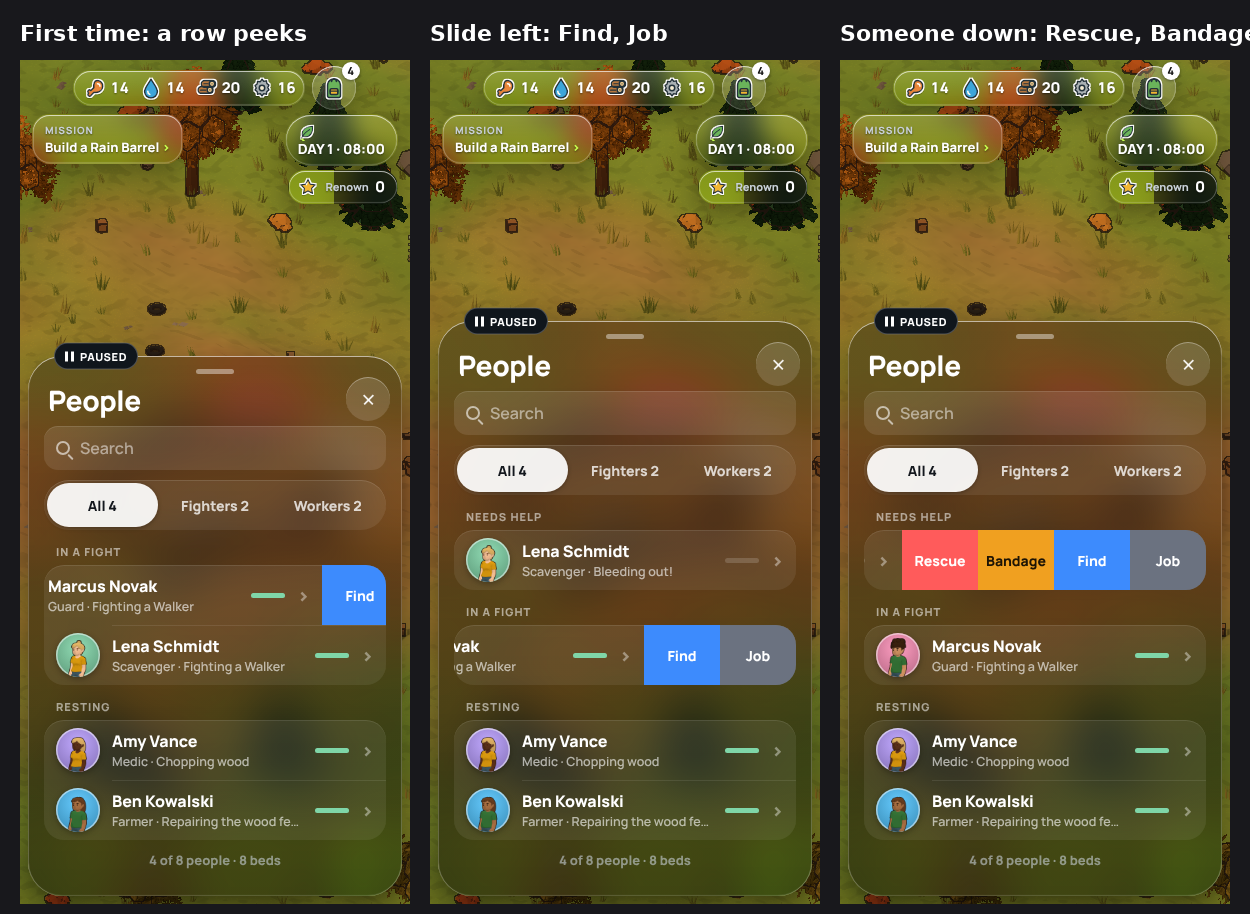 First time: a row peeks
14 14 20 16 4
MISSION
Build a Rain Barrel ›
DAY 1 · 08:00
Renown 0
PAUSED
People
Search
All 4 Fighters 2 Workers 2
IN A FIGHT
Marcus Novak
Guard · Fighting a Walker
Find
Lena Schmidt
Scavenger · Fighting a Walker
RESTING
Amy Vance
Medic · Chopping wood
Ben Kowalski
Farmer · Repairing the wood fe...
4 of 8 people · 8 beds
Slide left: Find, Job
14 14 20 16 4
MISSION
Build a Rain Barrel ›
DAY 1 · 08:00
Renown 0
PAUSED
People
Search
All 4 Fighters 2 Workers 2
NEEDS HELP
Lena Schmidt
Scavenger · Bleeding out!
IN A FIGHT
vak
g a Walker
Find Job
RESTING
Amy Vance
Medic · Chopping wood
Ben Kowalski
Farmer · Repairing the wood fe...
4 of 8 people · 8 beds
Someone down: Rescue, Bandage
14 14 20 16 4
MISSION
Build a Rain Barrel ›
DAY 1 · 08:00
Renown 0
PAUSED
People
Search
All 4 Fighters 2 Workers 2
NEEDS HELP
Rescue Bandage Find Job
IN A FIGHT
Marcus Novak
Guard · Fighting a Walker
RESTING
Amy Vance
Medic · Chopping wood
Ben Kowalski
Farmer · Repairing the wood fe...
4 of 8 people · 8 beds